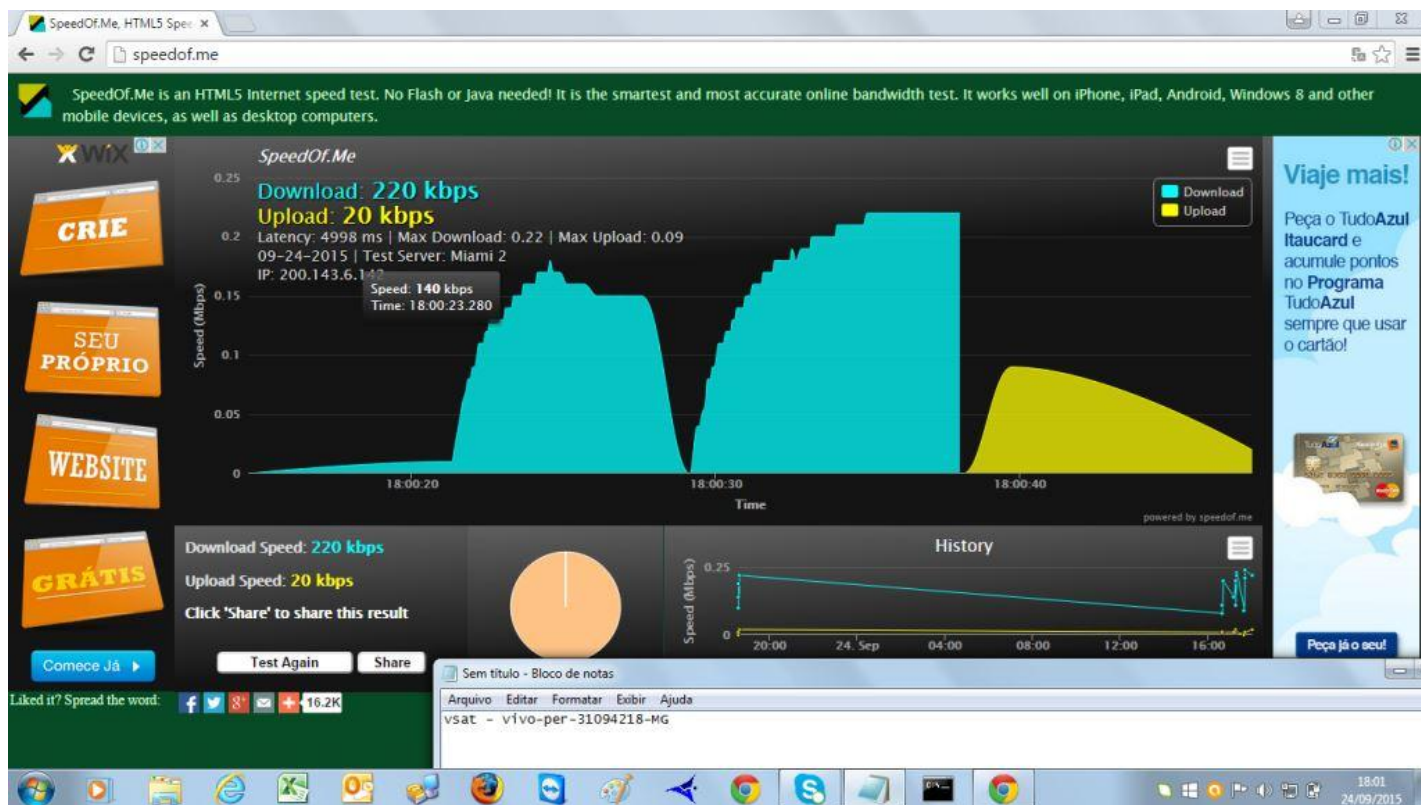 SpeedOf.Me, HTML5 Spee
speedof.me
SpeedOf.Me is an HTML5 Internet speed test. No Flash or Java needed! It is the smartest and most accurate online bandwidth test. It works well on iPhone, iPad, Android, Windows 8 and other
mobile devices, as well as desktop computers.
WiX
CRIE
SEU
PRÓPRIO
WEBSITE
GRÁTIS
Comece Já
SpeedOf.Me
Download: 220 kbps
Upload: 20 kbps
Latency: 4998 ms | Max Download: 0.22 | Max Upload: 0.09
09-24-2015 | Test Server: Miami 2
IP: 200.143.6.142
Speed: 140 kbps
Time: 18:00:23.280
Download
Upload
Speed (Mbps)
0.25
0.2
0.15
0.1
0.05
0
18:00:20
18:00:30
18:00:40
Time
powered by speedof.me
Viaje mais!
Peça o TudoAzul
Itaucard e
acumule pontos
no Programa
TudoAzul
sempre que usar
o cartão!
TudoAzul
MasterCard
Peça já o seu!
Download Speed: 220 kbps
Upload Speed: 20 kbps
Click 'Share' to share this result
Test Again
Share
History
Speed (Mbps)
0.25
0
20:00
24. Sep
04:00
08:00
12:00
16:00
Liked it? Spread the word:
16.2K
Sem título - Bloco de notas
Arquivo Editar Formatar Exibir Ajuda
vsat - vivo-per-31094218-MG
18:01
24/09/2015